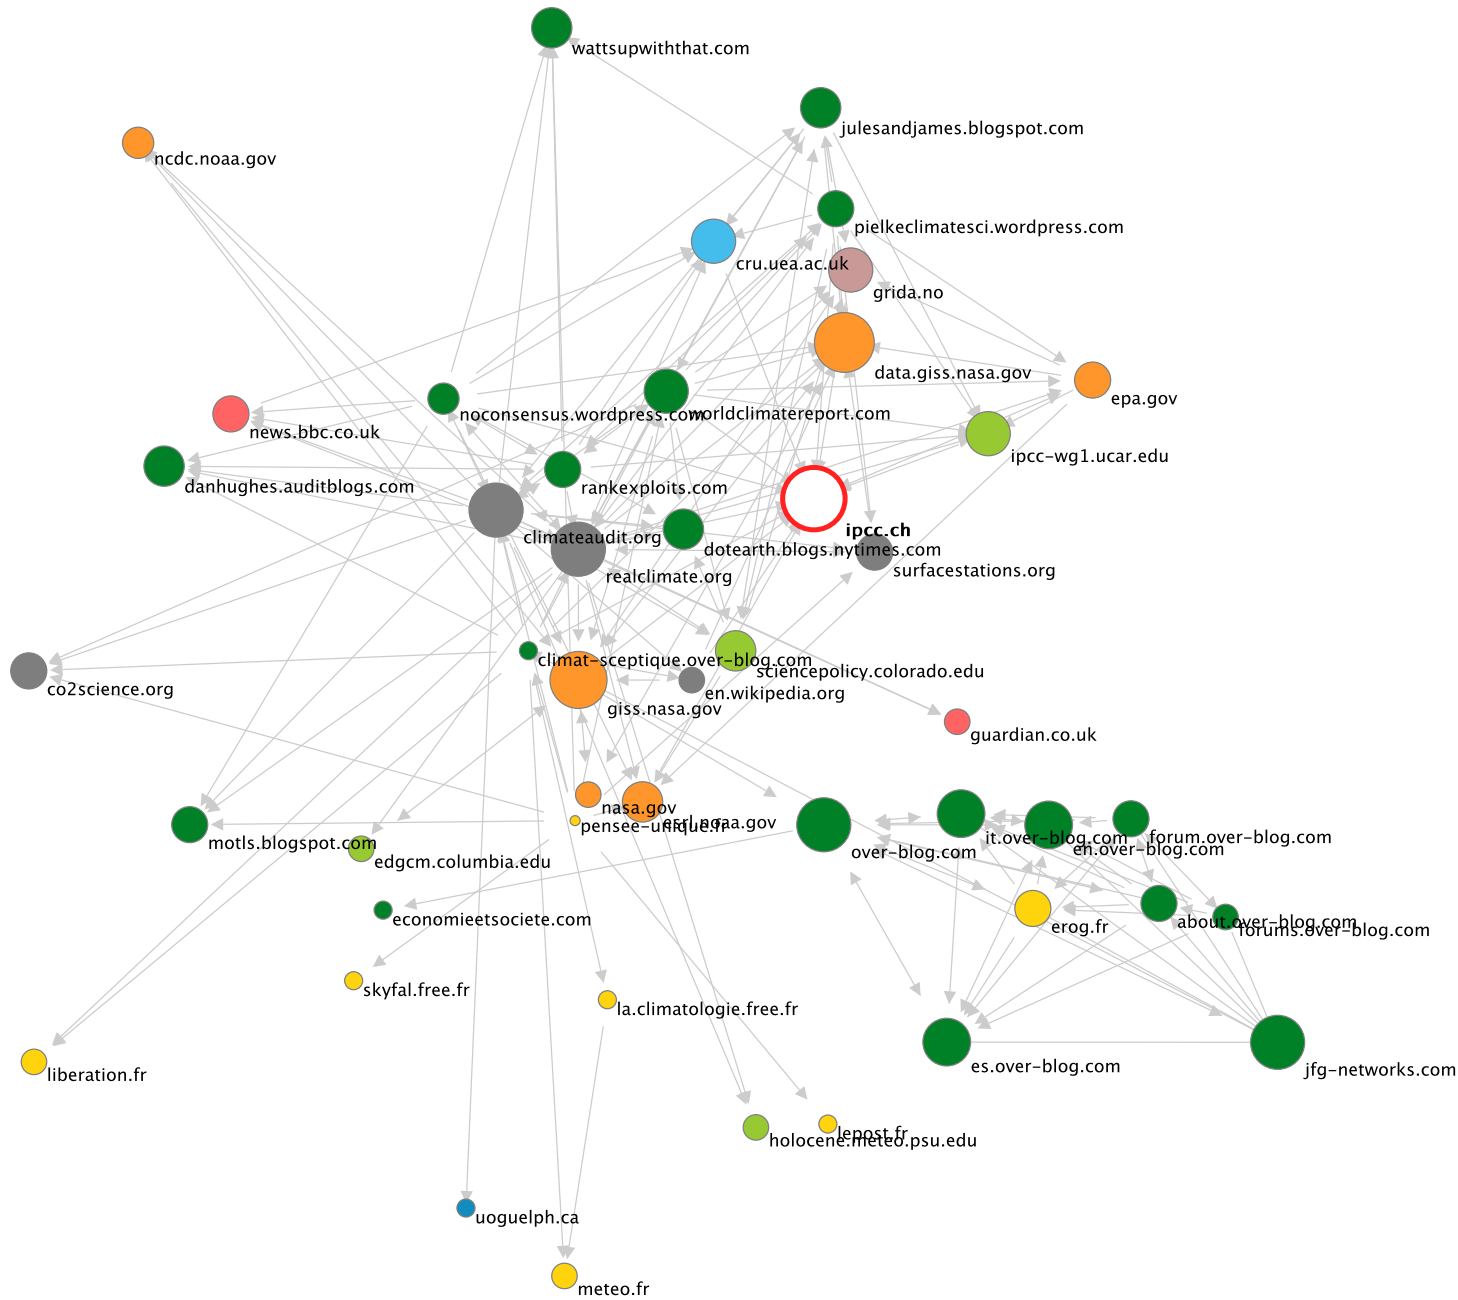 wattsupwiththat.com
julesandjames.blogspot.com
ncdc.noaa.gov
pielkeclimatesci.wordpress.com
cru.uea.ac.uk
grida.no
data.giss.nasa.gov
epa.gov
noconsensus.wordpress.com
worldclimatereport.com
news.bbc.co.uk
ipcc-wg1.ucar.edu
danhughes.auditblogs.com
rankexploits.com
ipcc.ch
climateaudit.org
dotearth.blogs.nytimes.com
surfacestations.org
realclimate.org
climat-sceptique.over-blog.com
sciencepolicy.colorado.edu
co2science.org
en.wikipedia.org
giss.nasa.gov
guardian.co.uk
nasa.gov
esrl.noaa.gov
pensee-unique.fr
motls.blogspot.com
over-blog.com
it.over-blog.com
en.over-blog.com
forum.over-blog.com
edgcm.columbia.edu
economieetsociete.com
erog.fr
about.over-blog.com
forums.over-blog.com
skyfal.free.fr
la.climatologie.free.fr
liberation.fr
es.over-blog.com
jfg-networks.com
lepost.fr
holocene.meteo.psu.edu
uoguelph.ca
meteo.fr